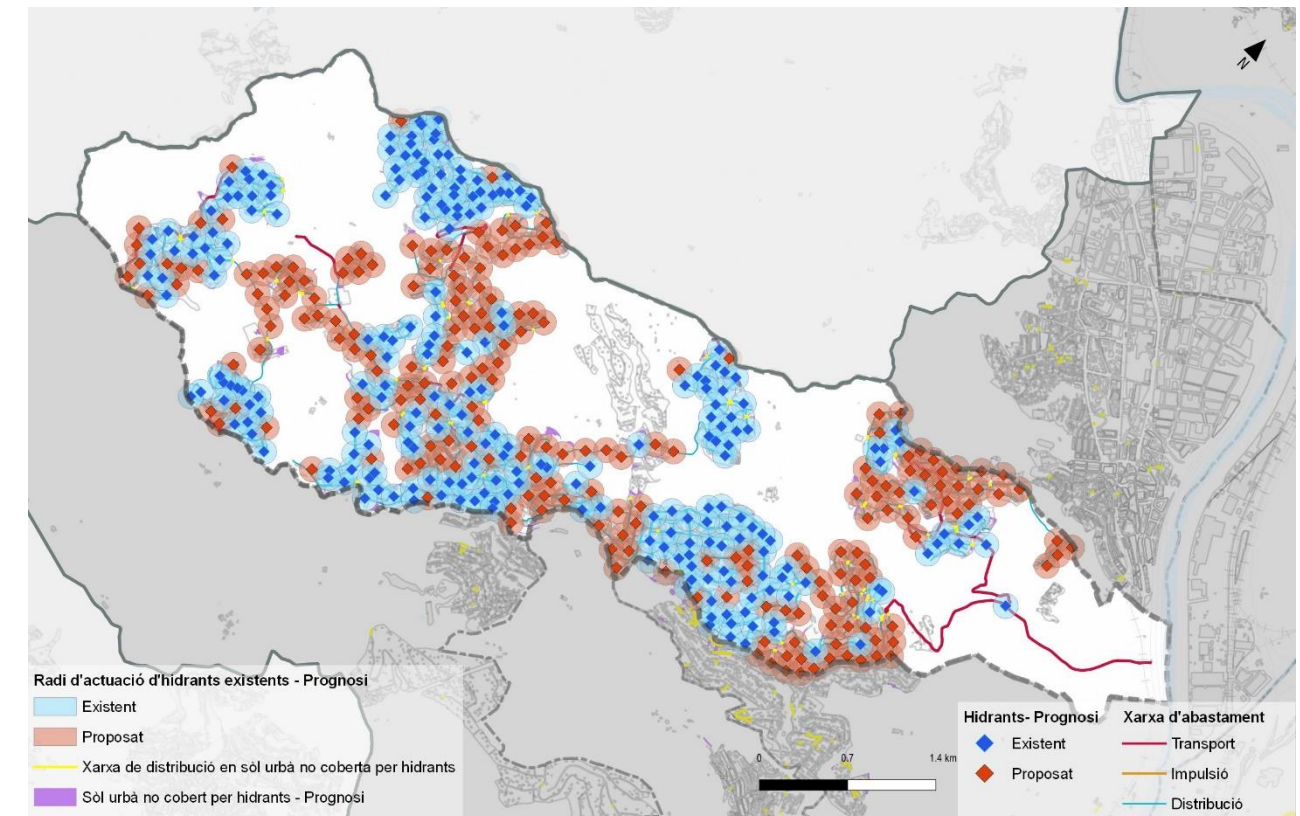 N
Radi d'actuació d'hidrants existents - Prognosi
Existent
Proposat
Xarxa de distribució en sòl urbà no coberta per hidrants
Sòl urbà no cobert per hidrants - Prognosi
0 0.7 1.4 km
Hidrants- Prognosi
Existent
Proposat
Xarxa d'abastament
Transport
Impulsió
Distribució